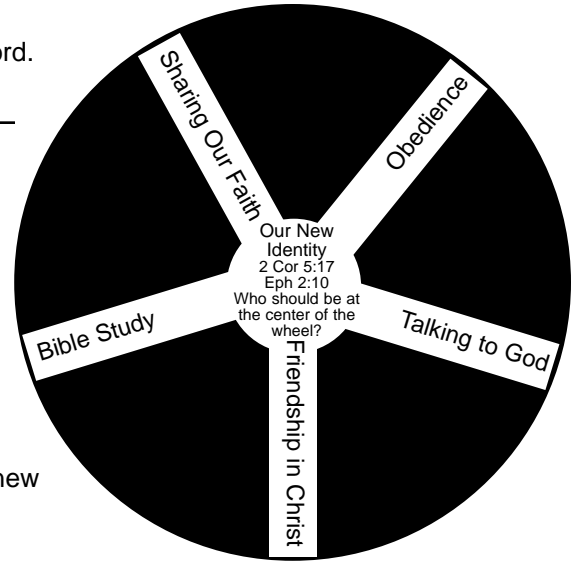 ord.
Sharing Our Faith
Obedience
Our New
Identity
2 Cor 5:17
Eph 2:10
Who should be at
the center of the
wheel?
Bible Study
Talking to God
Friendship in Christ
new